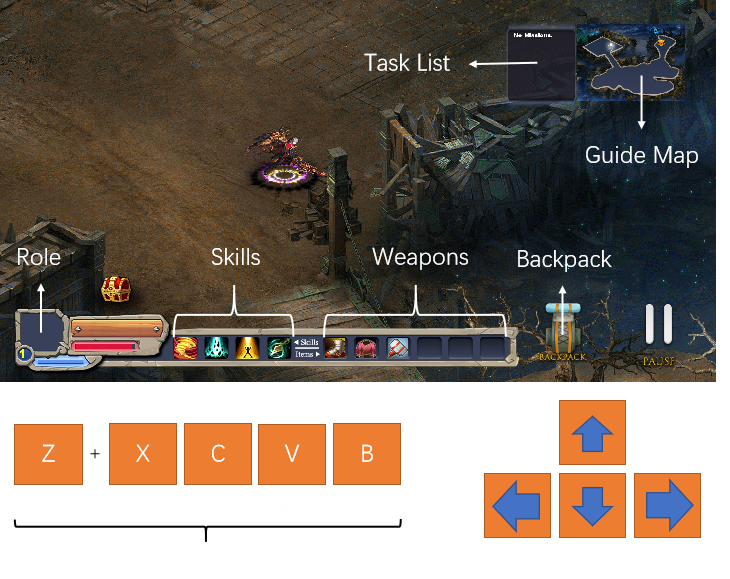 No Missions.
Task List
Guide Map
Role
Skills
Weapons
Backpack
◄ Skills
Items ►
1
BACKPACK
PAUSE
Z + X C V B